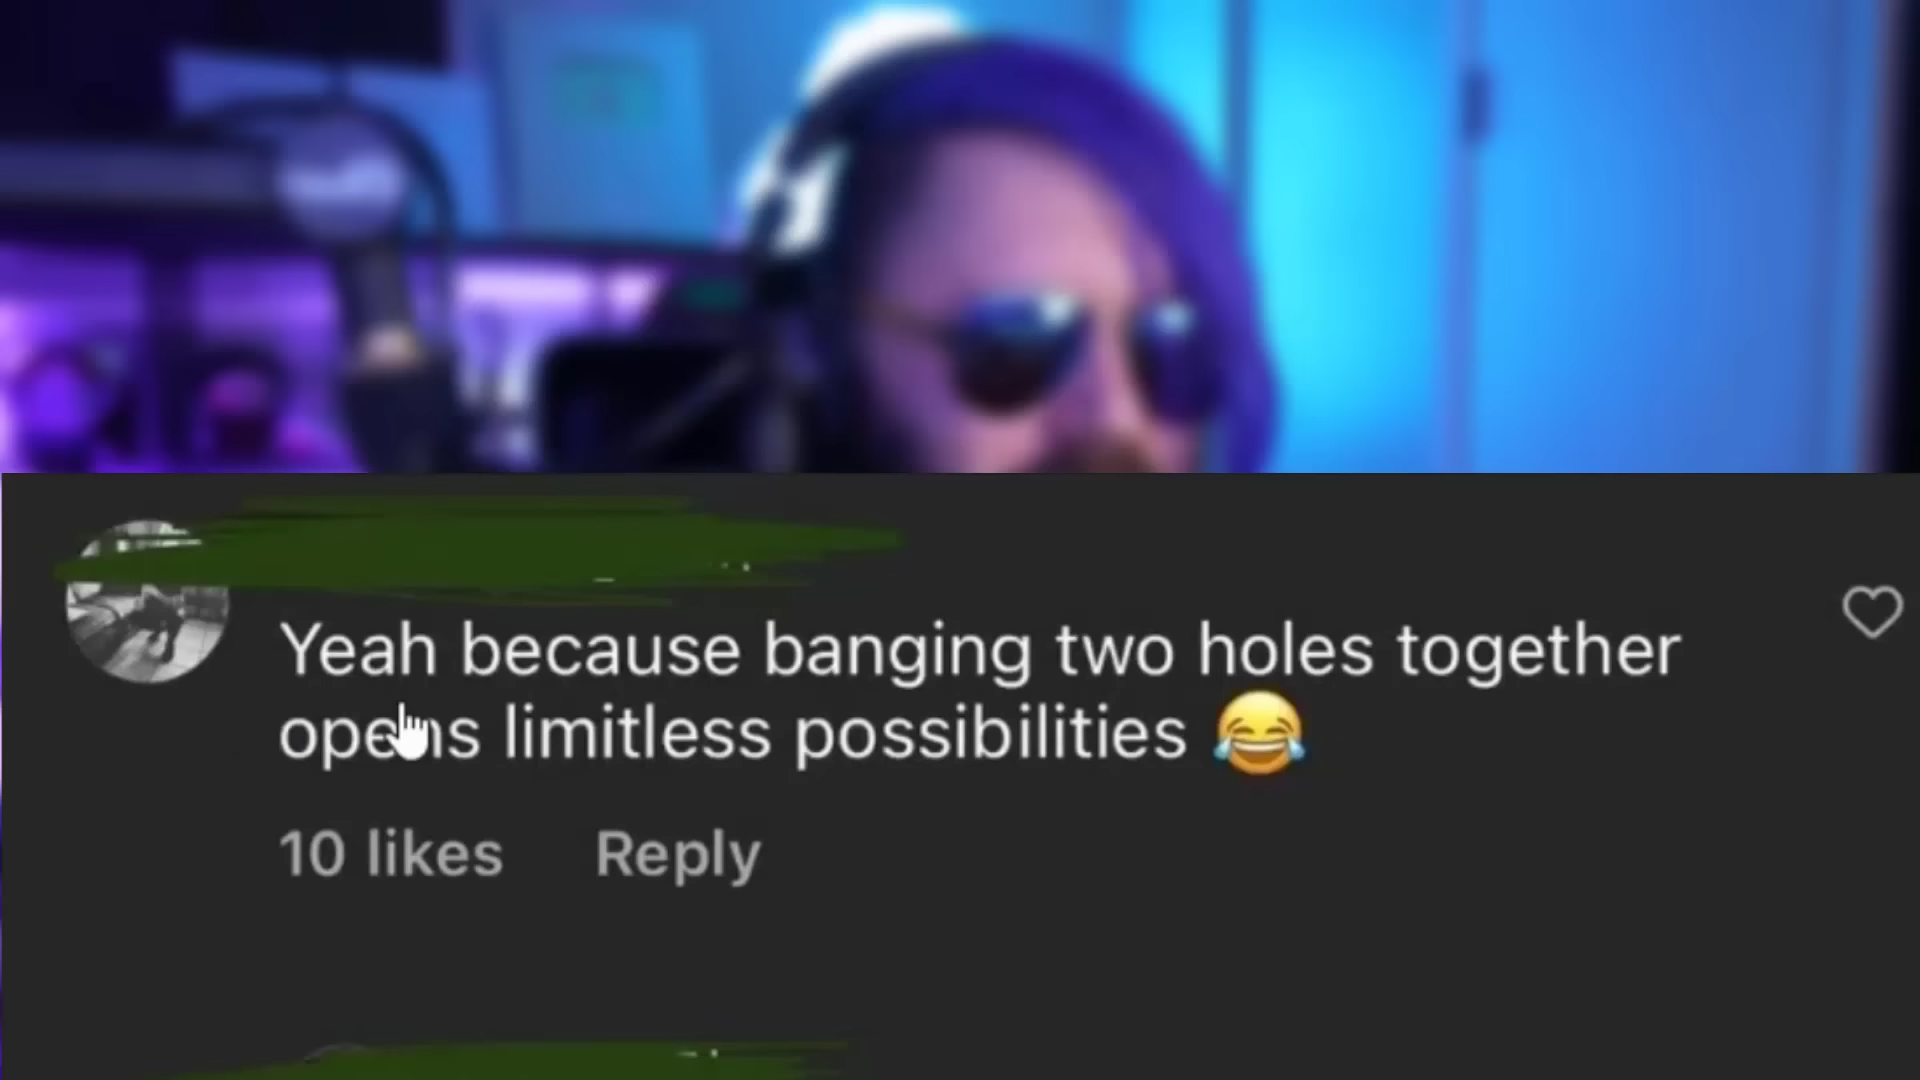 Yeah because banging two holes together
opens limitless possibilities 😂
10 likes Reply